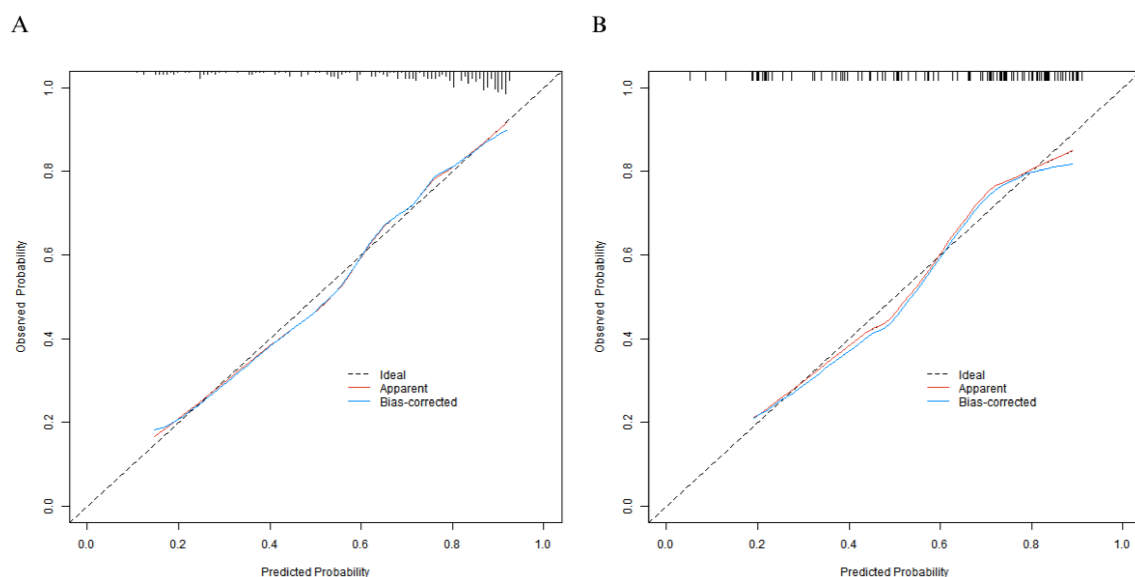 A
1.0
0.8
0.6
0.4
0.2
0.0
Observed Probability
Ideal
Apparent
Bias-corrected
0.0 0.2 0.4 0.6 0.8 1.0
Predicted Probability
B
1.0
0.8
0.6
0.4
0.2
0.0
Observed Probability
Ideal
Apparent
Bias-corrected
0.0 0.2 0.4 0.6 0.8 1.0
Predicted Probability